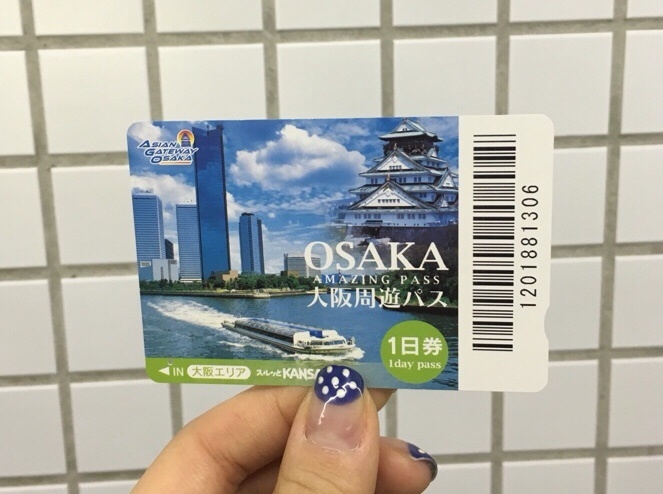 ASIAN
GATEWAY
OSAKA
OSAKA
AMAZING PASS
大阪周遊パス
1日券
1day pass
◀IN 大阪エリア スルッとKANSA
1201881306